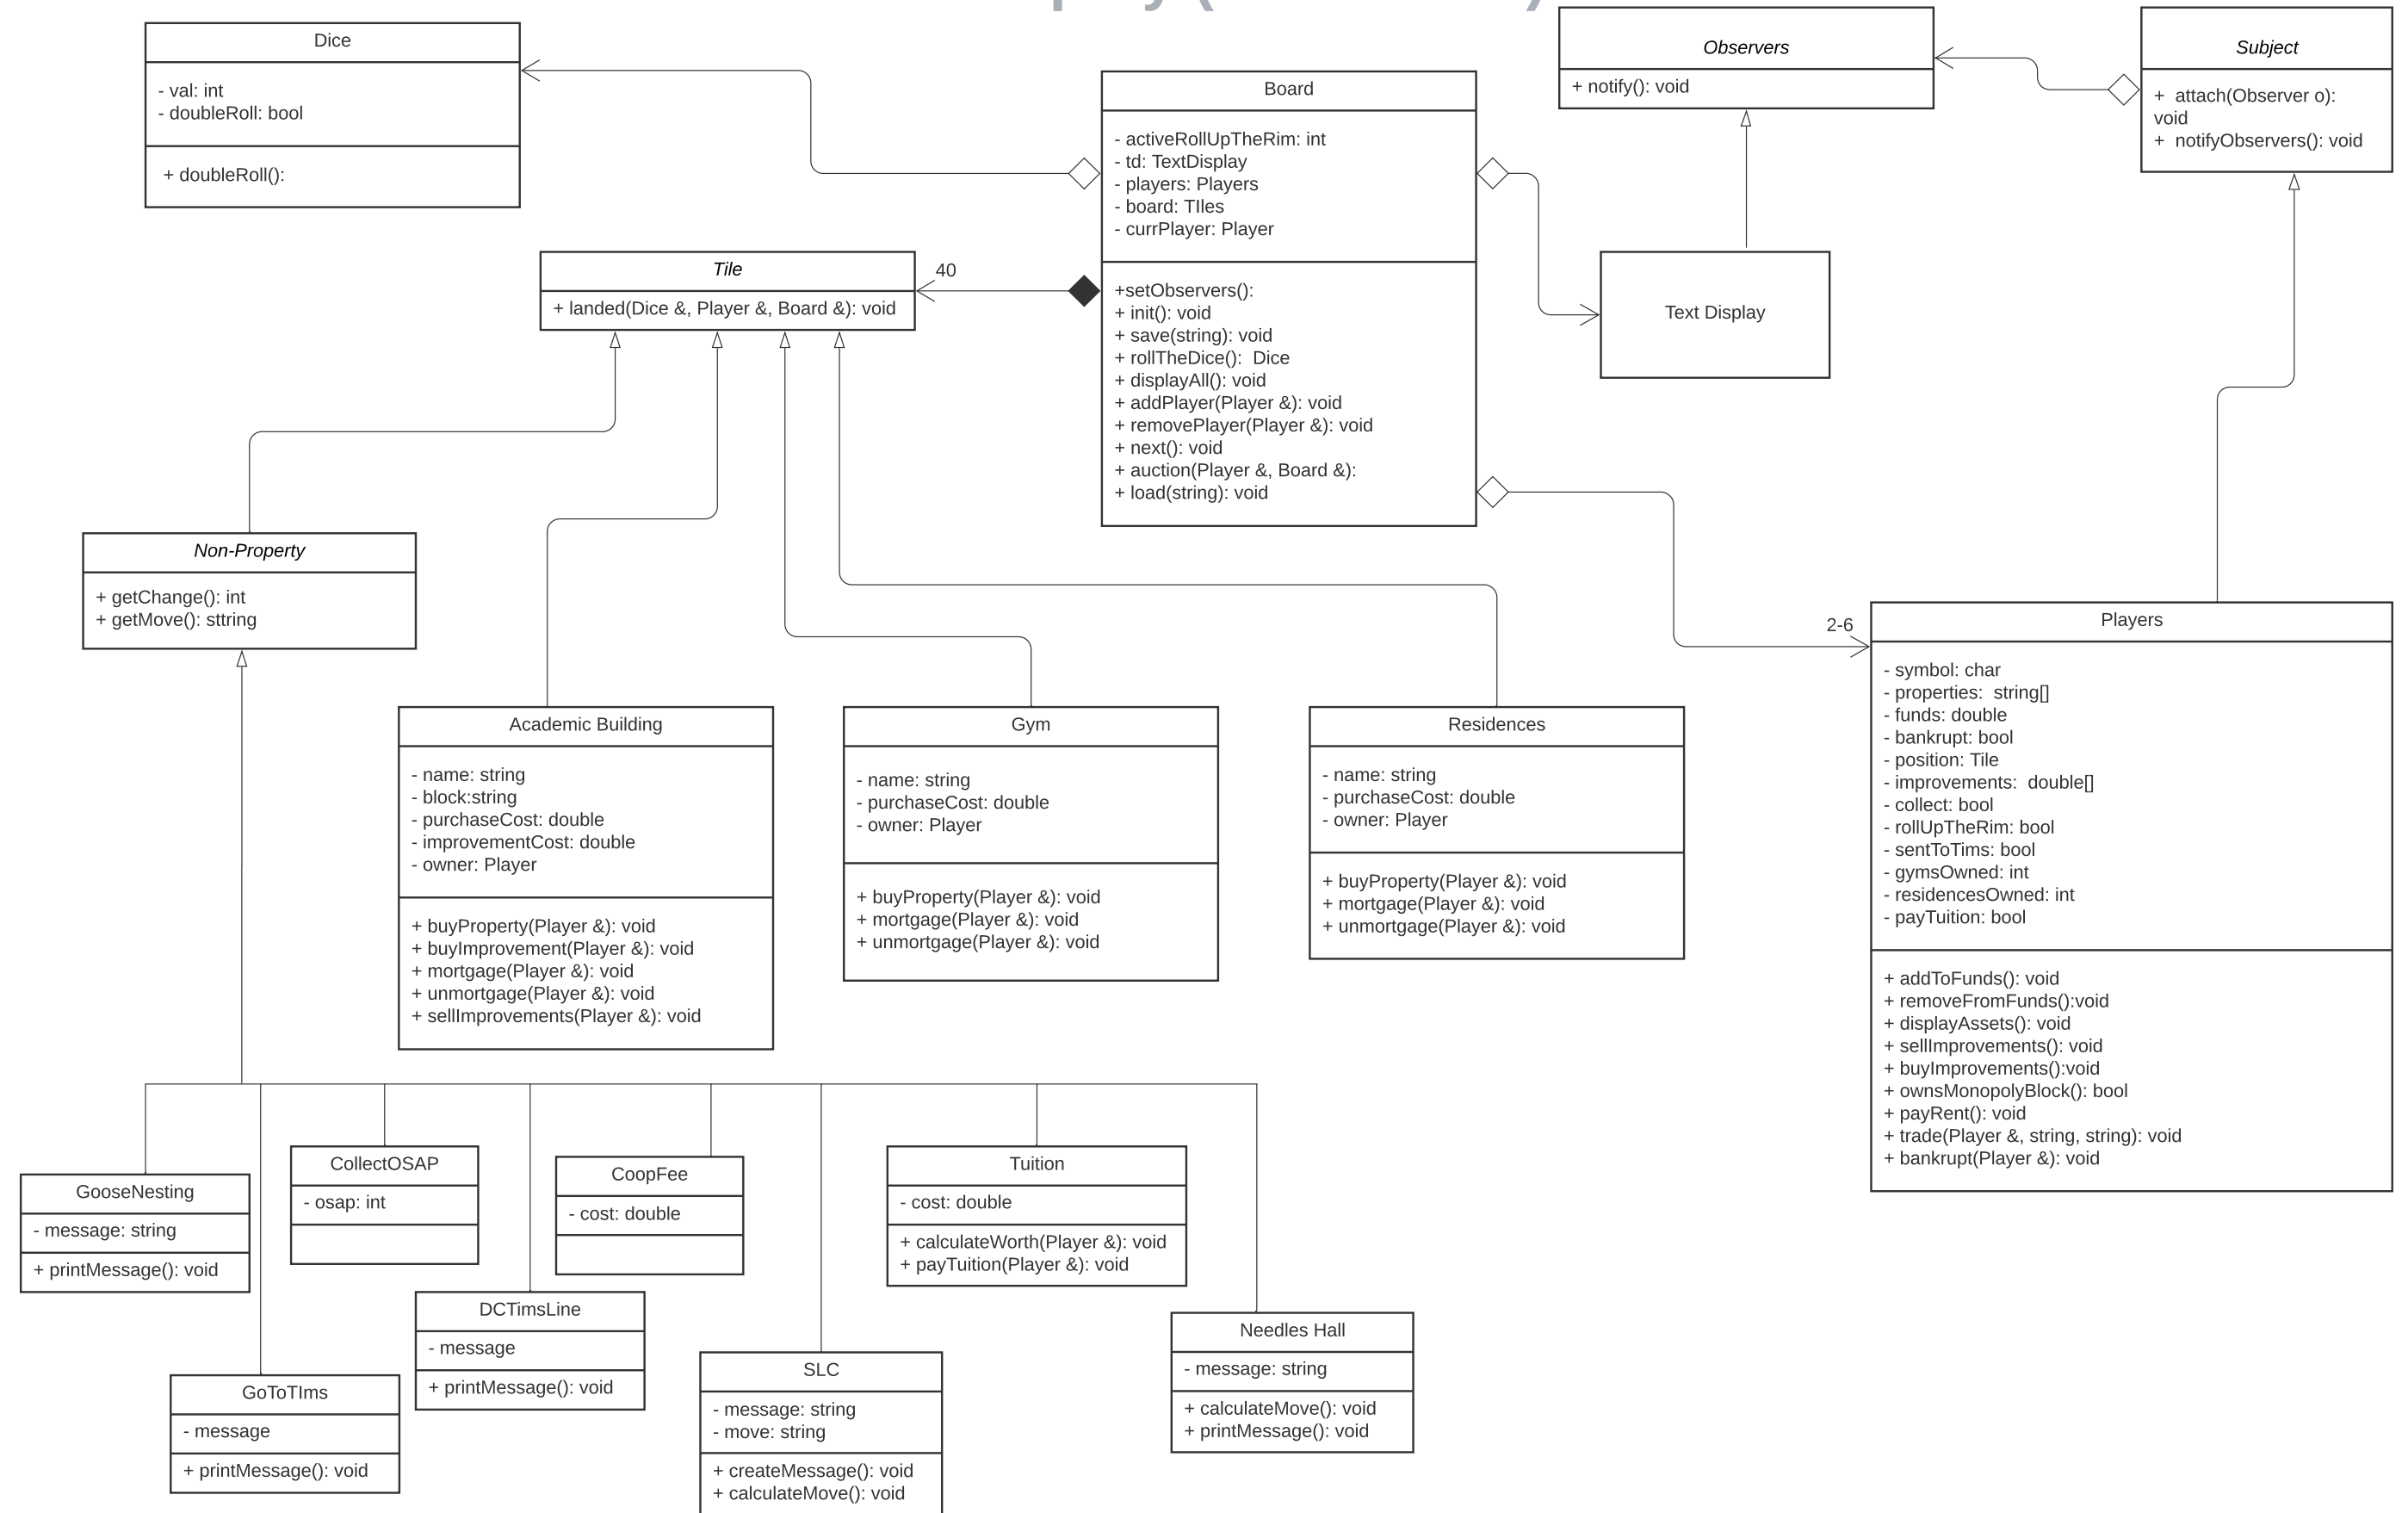 Dice
- val: int
- doubleRoll: bool
+ doubleRoll():
Board
- activeRollUpTheRim: int
- td: TextDisplay
- players: Players
- board: TIles
- currPlayer: Player
+setObservers():
+ init(): void
+ save(string): void
+ rollTheDice():  Dice
+ displayAll(): void
+ addPlayer(Player &): void
+ removePlayer(Player &): void
+ next(): void
+ auction(Player &, Board &):
+ load(string): void
Observers
+ notify(): void
Subject
+  attach(Observer o):
void
+  notifyObservers(): void
Tile
+ landed(Dice &, Player &, Board &): void
40
Text Display
Non-Property
+ getChange(): int
+ getMove(): sttring
2-6
Players
- symbol: char
- properties:  string[]
- funds: double
- bankrupt: bool
- position: Tile
- improvements:  double[]
- collect: bool
- rollUpTheRim: bool
- sentToTims: bool
- gymsOwned: int
- residencesOwned: int
- payTuition: bool
+ addToFunds(): void
+ removeFromFunds():void
+ displayAssets(): void
+ sellImprovements(): void
+ buyImprovements():void
+ ownsMonopolyBlock(): bool
+ payRent(): void
+ trade(Player &, string, string): void
+ bankrupt(Player &): void
Academic Building
- name: string
- block:string
- purchaseCost: double
- improvementCost: double
- owner: Player
+ buyProperty(Player &): void
+ buyImprovement(Player &): void
+ mortgage(Player &): void
+ unmortgage(Player &): void
+ sellImprovements(Player &): void
Gym
- name: string
- purchaseCost: double
- owner: Player
+ buyProperty(Player &): void
+ mortgage(Player &): void
+ unmortgage(Player &): void
Residences
- name: string
- purchaseCost: double
- owner: Player
+ buyProperty(Player &): void
+ mortgage(Player &): void
+ unmortgage(Player &): void
GooseNesting
- message: string
+ printMessage(): void
CollectOSAP
- osap: int
CoopFee
- cost: double
Tuition
- cost: double
+ calculateWorth(Player &): void
+ payTuition(Player &): void
GoToTIms
- message
+ printMessage(): void
DCTimsLine
- message
+ printMessage(): void
SLC
- message: string
- move: string
+ createMessage(): void
+ calculateMove(): void
Needles Hall
- message: string
+ calculateMove(): void
+ printMessage(): void